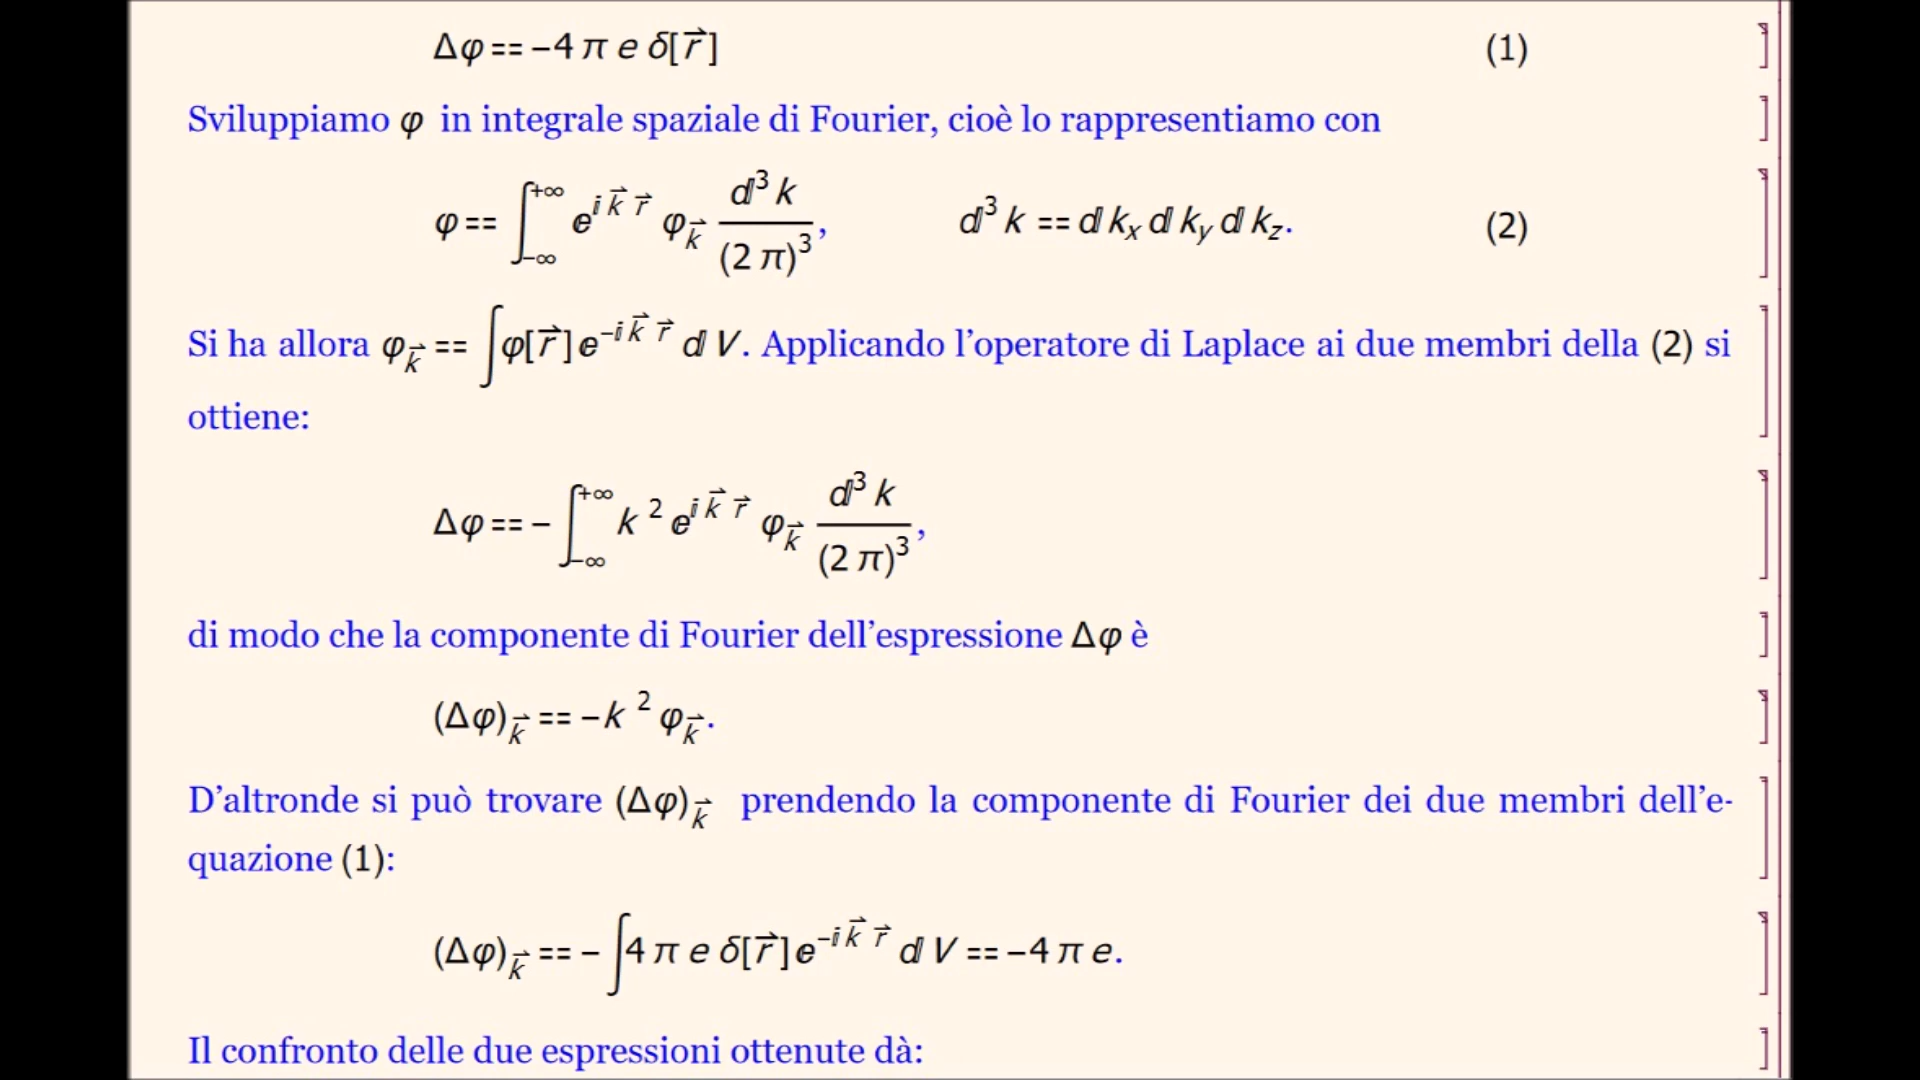 Δφ == −4 π e δ[r⃗] (1)
Sviluppiamo φ in integrale spaziale di Fourier, cioè lo rappresentiamo con
φ == ∫_{−∞}^{+∞} ⅇ^{ⅈ k⃗ r⃗} φ_{k⃗} ⅆ³k / (2 π)³, ⅆ³k == ⅆk_x ⅆk_y ⅆk_z. (2)
Si ha allora φ_{k⃗} == ∫φ[r⃗] ⅇ^{−ⅈ k⃗ r⃗} ⅆV. Applicando l’operatore di Laplace ai due membri della (2) si
ottiene:
Δφ == − ∫_{−∞}^{+∞} k² ⅇ^{ⅈ k⃗ r⃗} φ_{k⃗} ⅆ³k / (2 π)³,
di modo che la componente di Fourier dell’espressione Δφ è
(Δφ)_{k⃗} == −k² φ_{k⃗}.
D’altronde si può trovare (Δφ)_{k⃗} prendendo la componente di Fourier dei due membri dell’e-
quazione (1):
(Δφ)_{k⃗} == − ∫4 π e δ[r⃗] ⅇ^{−ⅈ k⃗ r⃗} ⅆV == −4 π e.
Il confronto delle due espressioni ottenute dà: